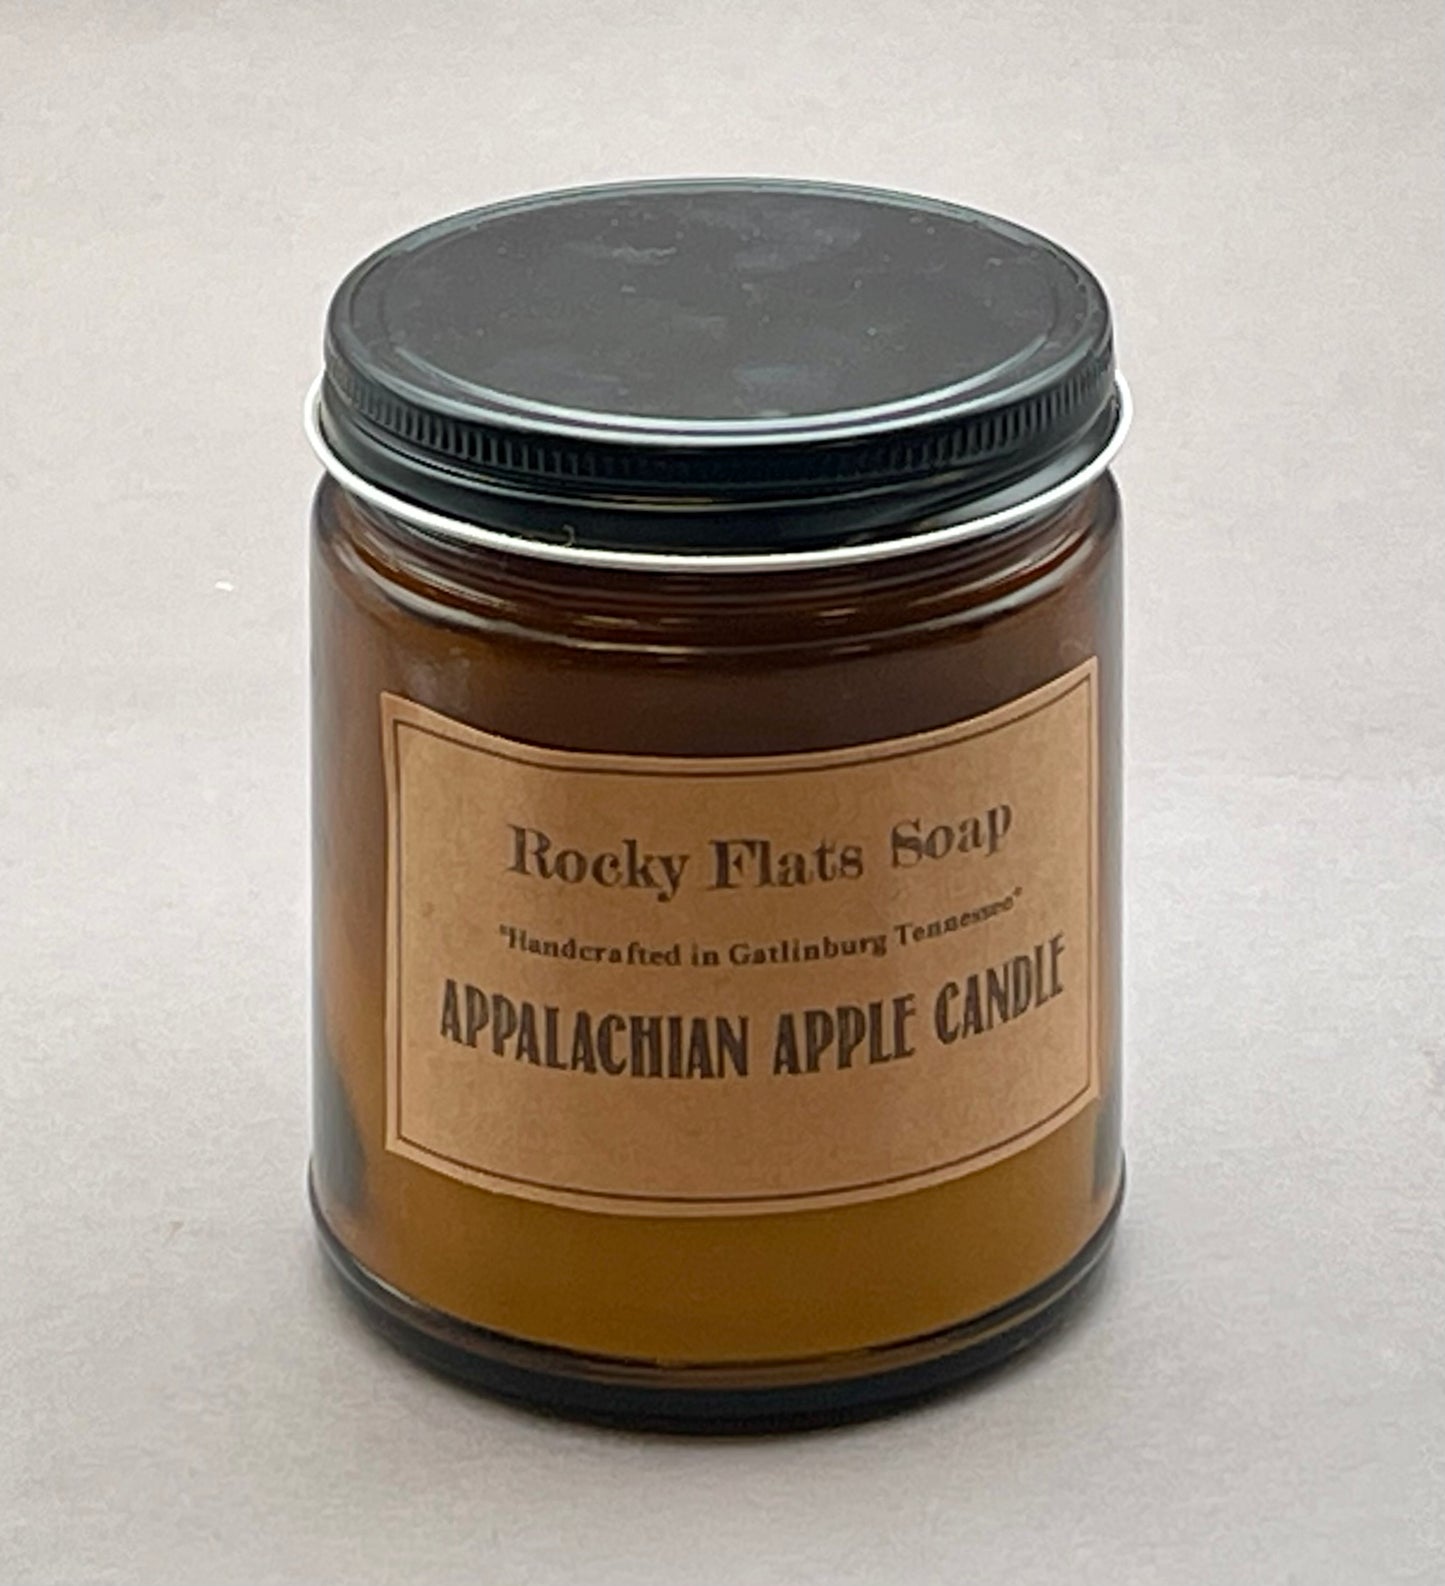 Rocky Flats Soap
"Handcrafted in Gatlinburg Tennessee"
APPALACHIAN APPLE CANDLE